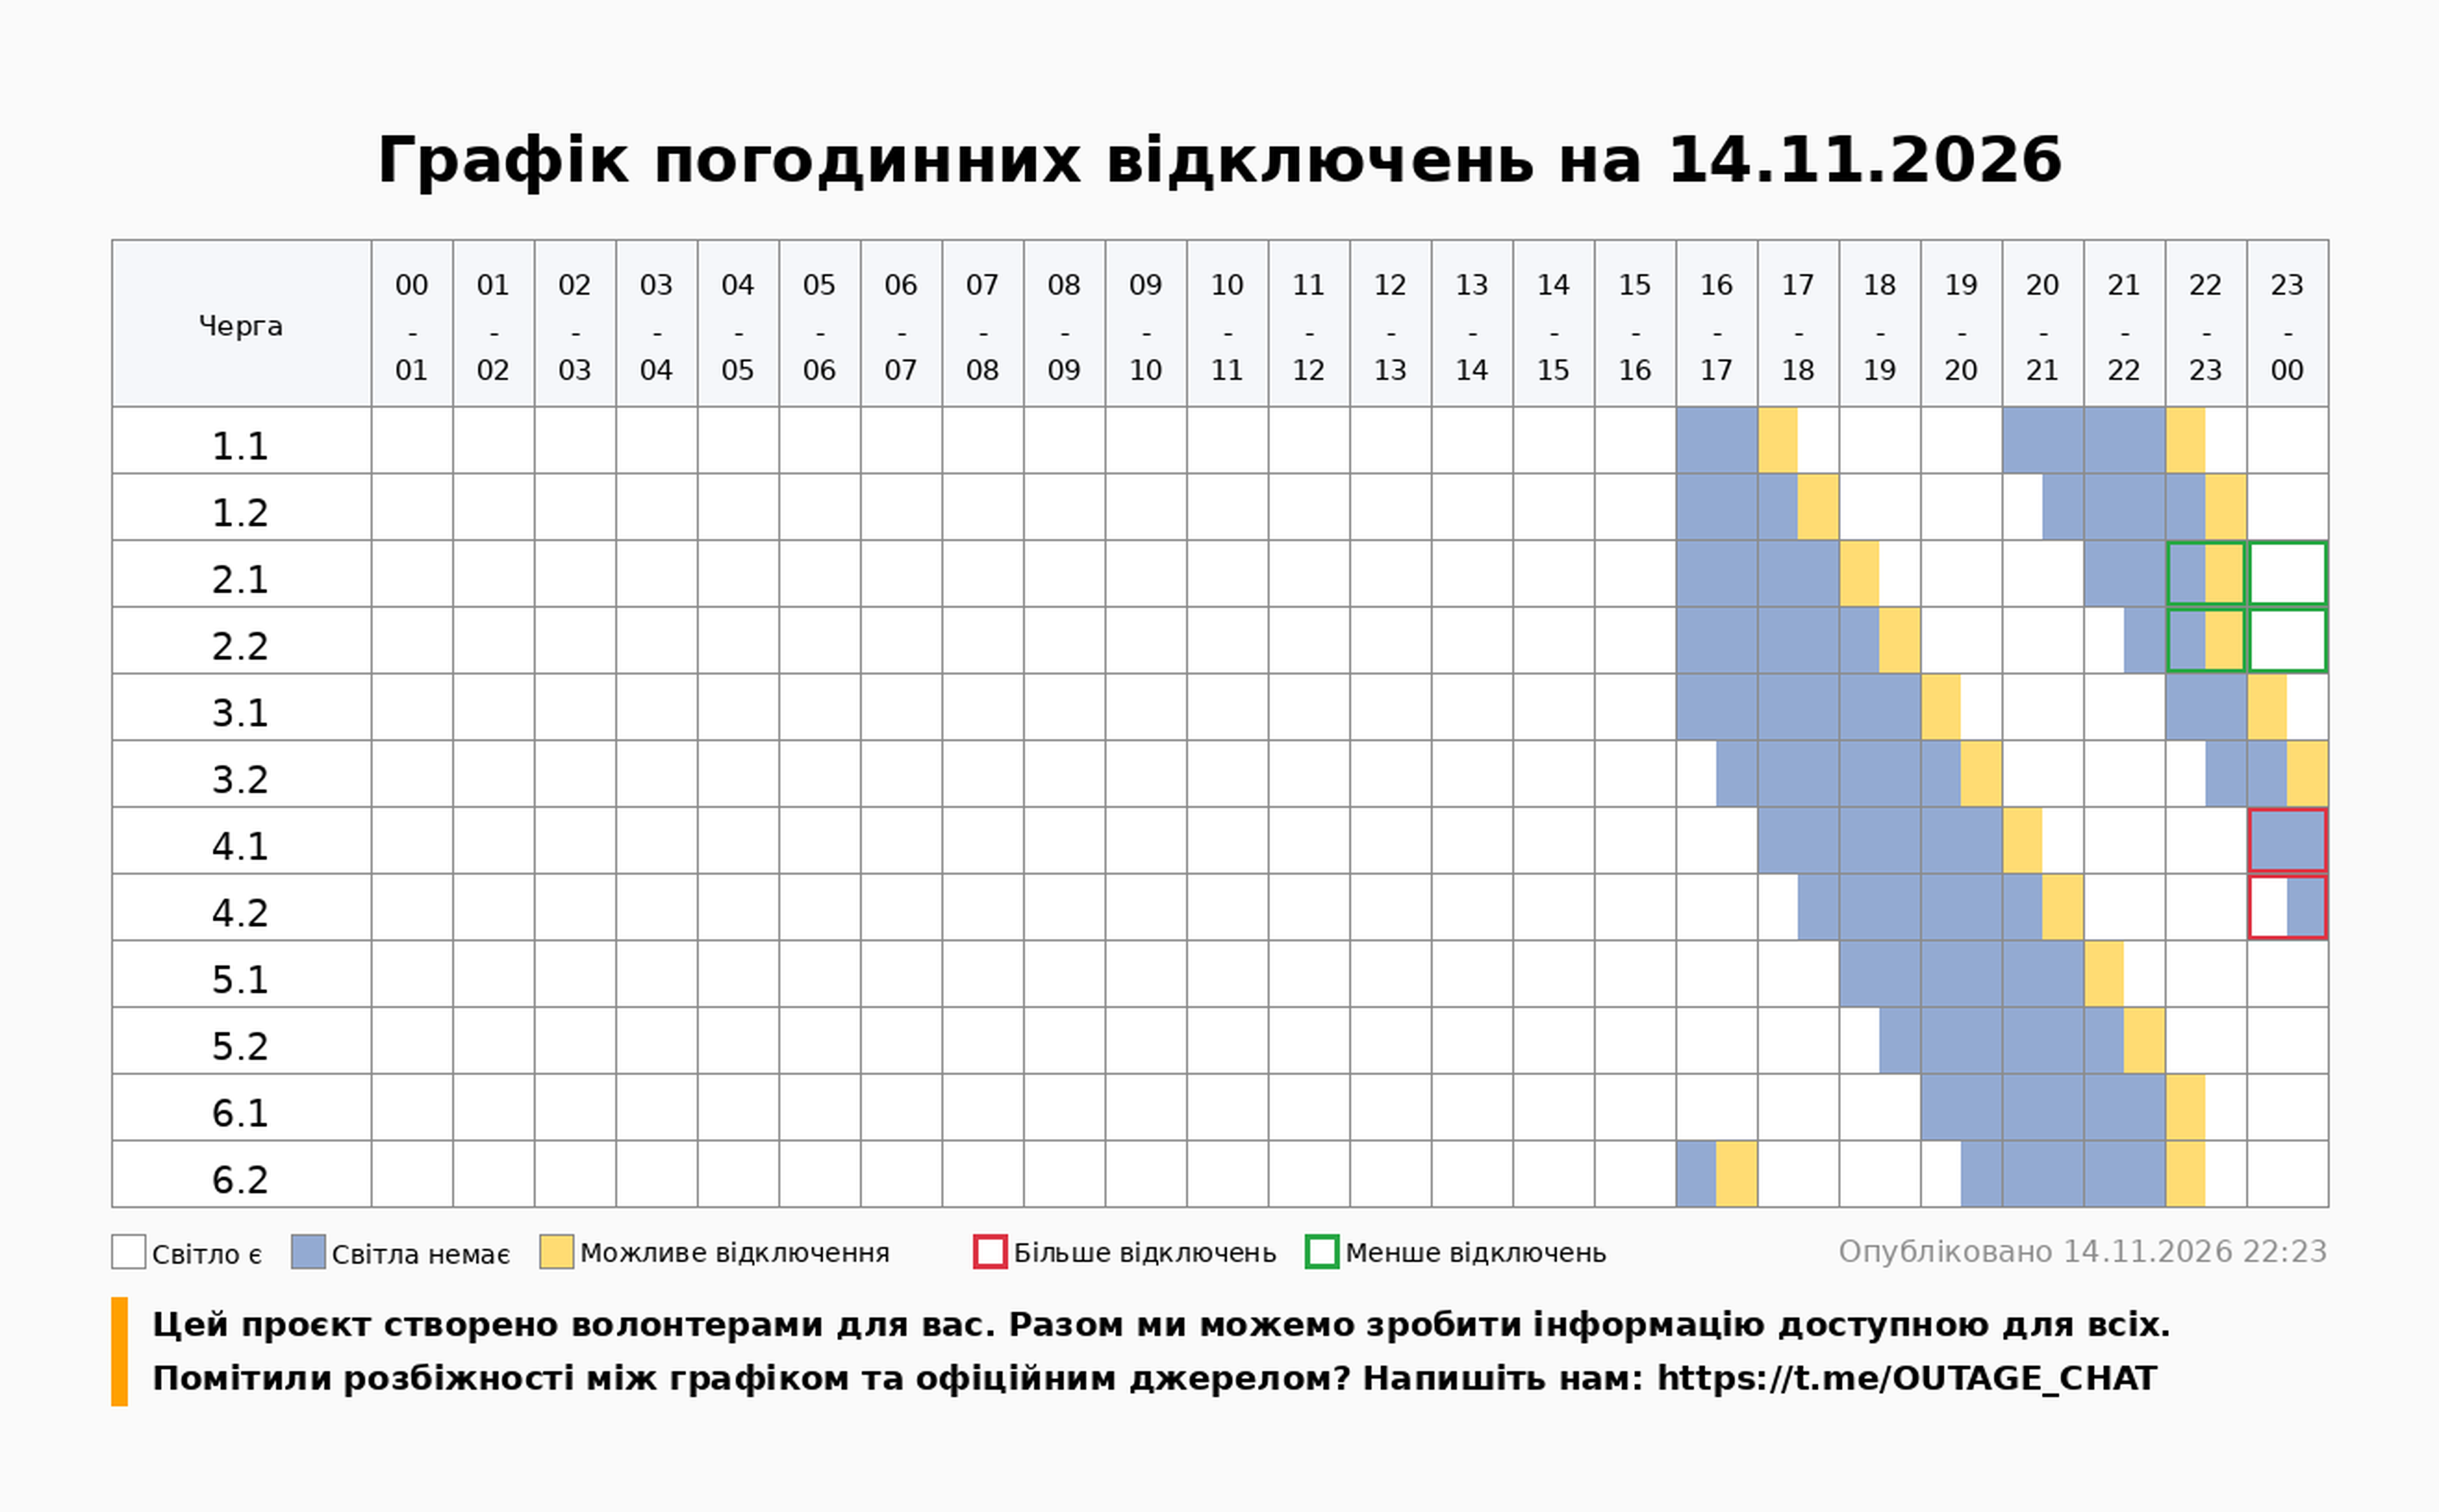 Графік погодинних відключень на 14.11.2026
Черга 00 - 01 01 - 02 02 - 03 03 - 04 04 - 05 05 - 06 06 - 07 07 - 08 08 - 09 09 - 10 10 - 11 11 - 12 12 - 13 13 - 14 14 - 15 15 - 16 16 - 17 17 - 18 18 - 19 19 - 20 20 - 21 21 - 22 22 - 23 23 - 00
1.1
1.2
2.1
2.2
3.1
3.2
4.1
4.2
5.1
5.2
6.1
6.2
Світло є Світла немає Можливе відключення Більше відключень Менше відключень Опубліковано 14.11.2026 22:23
Цей проєкт створено волонтерами для вас. Разом ми можемо зробити інформацію доступною для всіх.
Помітили розбіжності між графіком та офіційним джерелом? Напишіть нам: https://t.me/OUTAGE_CHAT